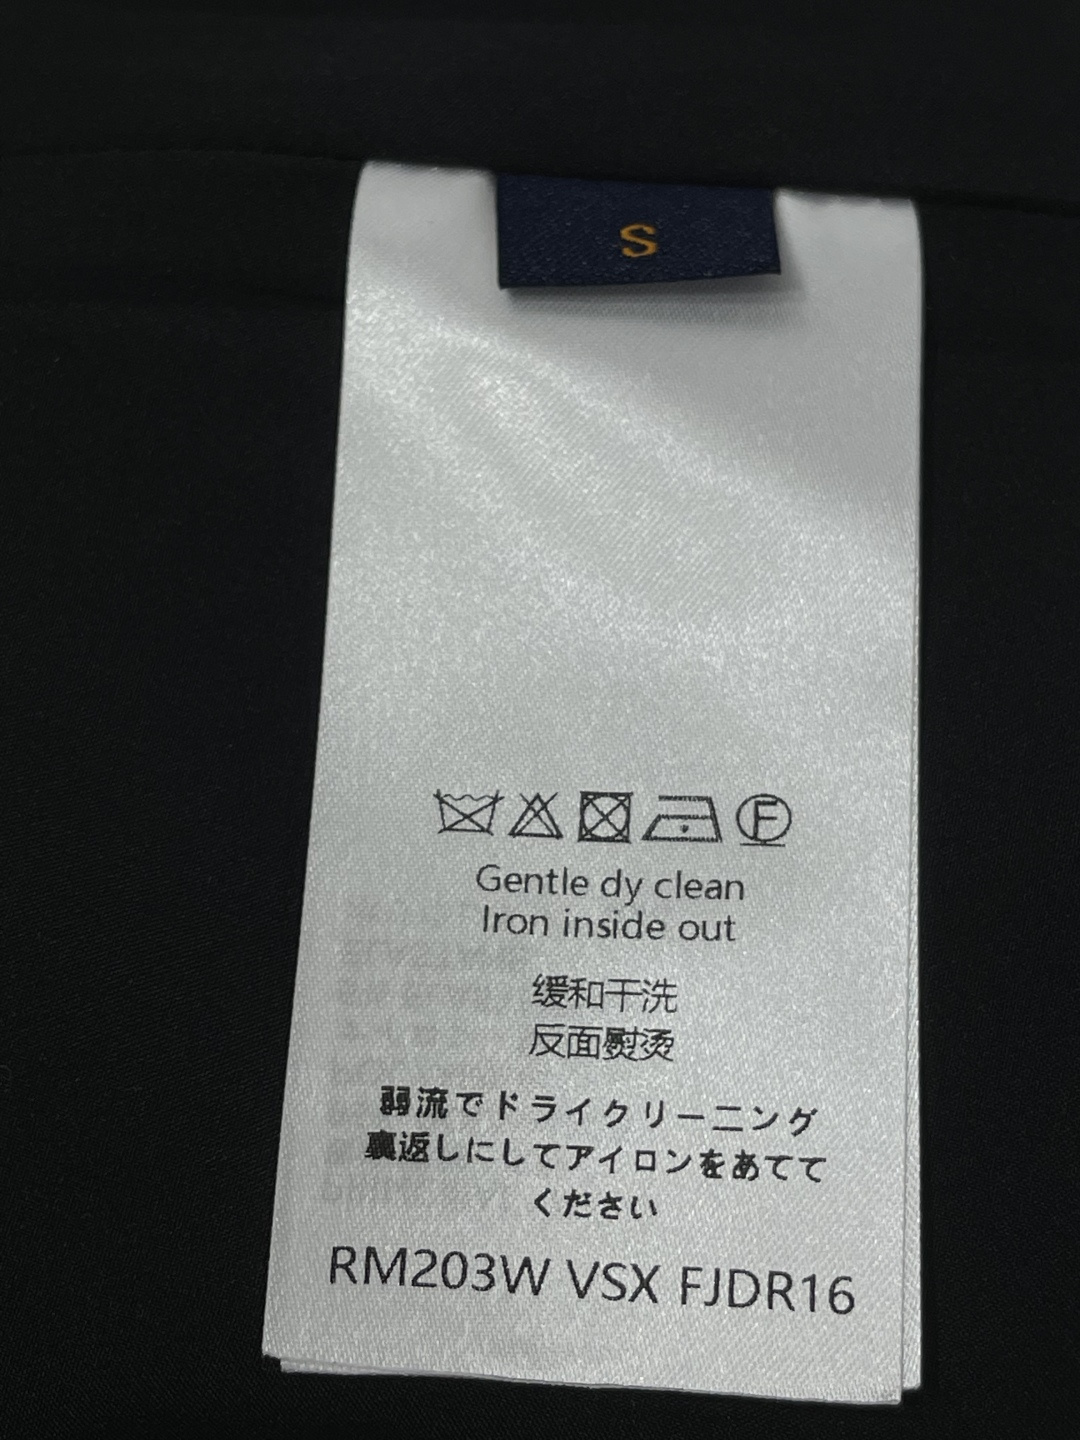 S
F
Gentle dy clean
Iron inside out
缓和干洗
反面熨烫
弱流でドライクリーニング
裏返しにしてアイロンをあてて
ください
RM203W VSX FJDR16